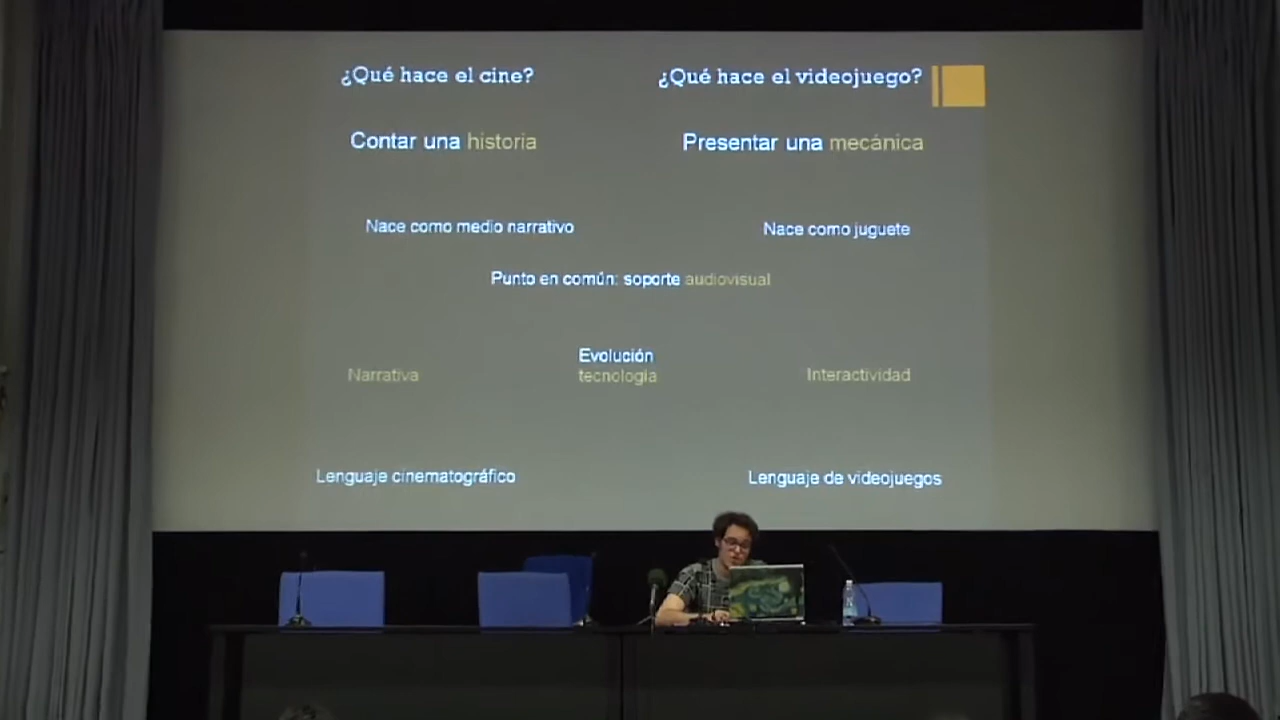 ¿Qué hace el cine?
¿Qué hace el videojuego?
Contar una historia
Presentar una mecánica
Nace como medio narrativo
Nace como juguete
Punto en común: soporte audiovisual
Evolución
tecnologia
Narrativa
Interactividad
Lenguaje cinematográfico
Lenguaje de videojuegos